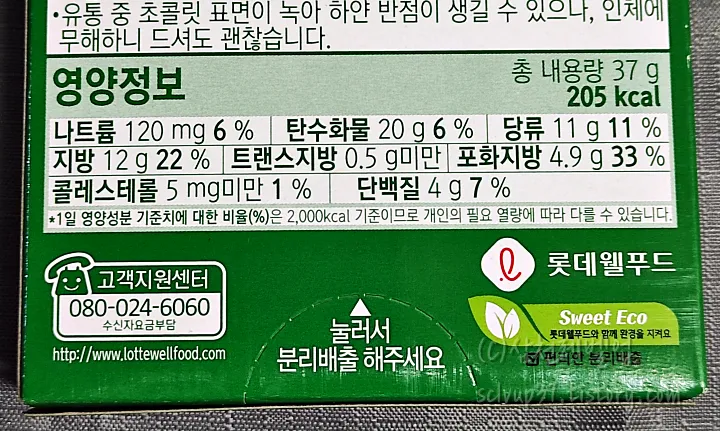 •유통 중 초콜릿 표면이 녹아 하얀 반점이 생길 수 있으나, 인체에
무해하니 드셔도 괜찮습니다.
영양정보
총 내용량 37 g
205 kcal
나트륨 120 mg 6 % 탄수화물 20 g 6 % 당류 11 g 11 %
지방 12 g 22 % 트랜스지방 0.5 g미만 포화지방 4.9 g 33 %
콜레스테롤 5 mg미만 1 % 단백질 4 g 7 %
*1일 영양성분 기준치에 대한 비율(%)은 2,000kcal 기준이므로 개인의 필요 열량에 따라 다를 수 있습니다.
고객지원센터
080-024-6060
수신자요금부담
http://www.lottewellfood.com
눌러서
분리배출 해주세요
롯데웰푸드
Sweet Eco
롯데웰푸드와 함께 환경을 지켜요
편리한 분리배출